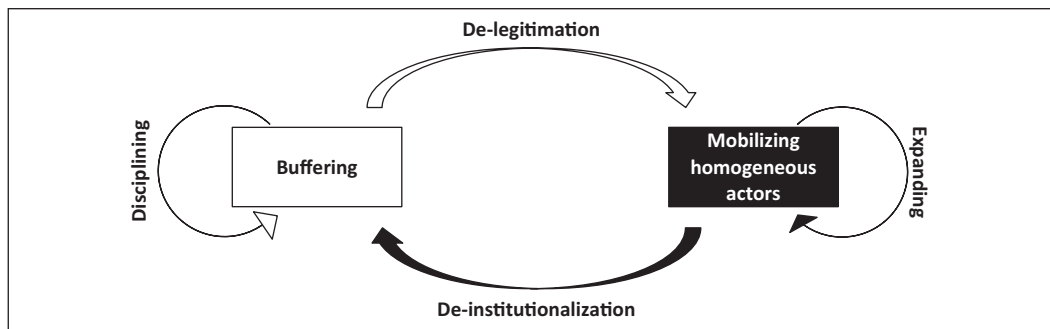 De-legitimation
Disciplining
Buffering
Mobilizing
homogeneous
actors
Expanding
De-institutionalization